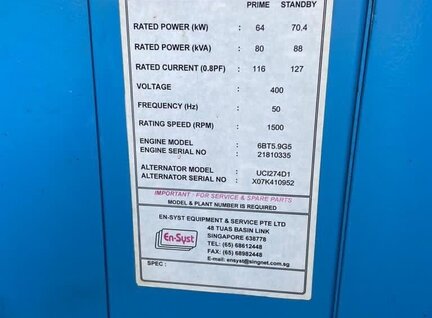 PRIME STANDBY
RATED POWER (kW) : 64 70.4
RATED POWER (kVA) : 80 88
RATED CURRENT (0.8PF) : 116 127
VOLTAGE : 400
FREQUENCY (Hz) : 50
RATING SPEED (RPM) : 1500
ENGINE MODEL : 6BT5.9G5
ENGINE SERIAL NO : 21810335
ALTERNATOR MODEL : UCI274D1
ALTERNATOR SERIAL NO : X07K410952
IMPORTANT - FOR SERVICE & SPARE PARTS
MODEL & PLANT NUMBER IS REQUIRED
EN-SYST EQUIPMENT & SERVICE PTE LTD
48 TUAS BASIN LINK
SINGAPORE 638778
TEL: (65) 68612448
FAX: (65) 68982448
E-mail: ensyst@singnet.com.sg
En-Syst
SPEC :